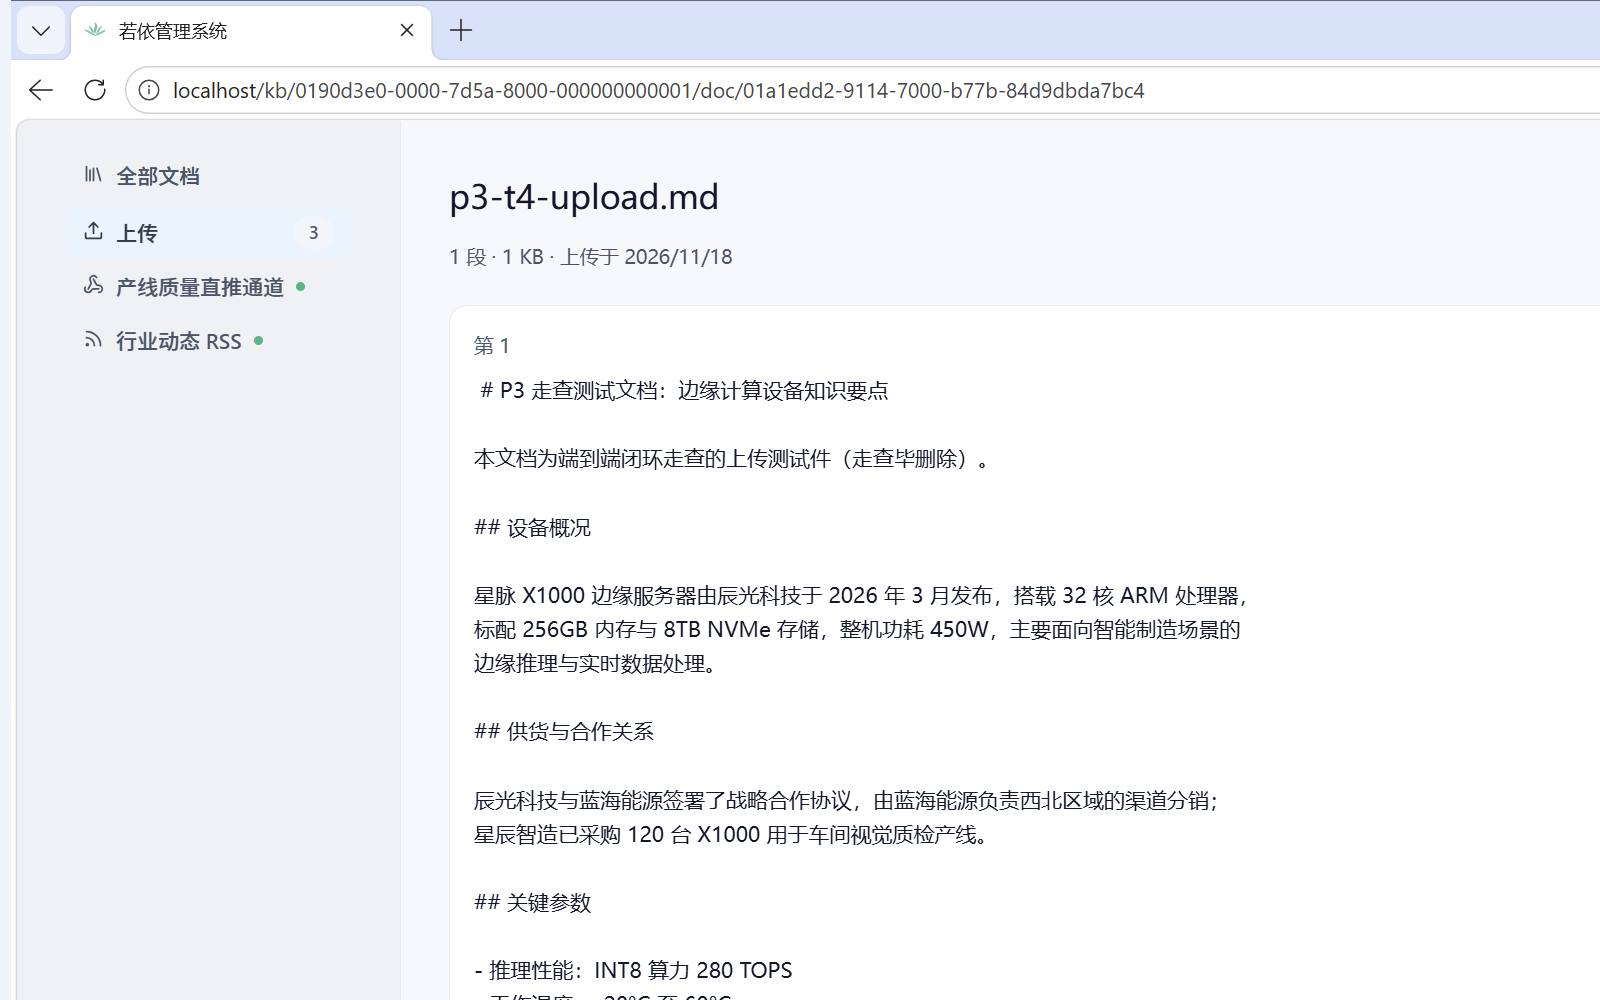 若依管理系统
localhost/kb/0190d3e0-0000-7d5a-8000-000000000001/doc/01a1edd2-9114-7000-b77b-84d9dbda7bc4
全部文档
上传 3
产线质量直推通道
行业动态 RSS
p3-t4-upload.md
1 段 · 1 KB · 上传于 2026/11/18
第 1
# P3 走查测试文档：边缘计算设备知识要点
本文档为端到端闭环走查的上传测试件（走查毕删除）。
## 设备概况
星脉 X1000 边缘服务器由辰光科技于 2026 年 3 月发布，搭载 32 核 ARM 处理器，
标配 256GB 内存与 8TB NVMe 存储，整机功耗 450W，主要面向智能制造场景的
边缘推理与实时数据处理。
## 供货与合作关系
辰光科技与蓝海能源签署了战略合作协议，由蓝海能源负责西北区域的渠道分销；
星辰智造已采购 120 台 X1000 用于车间视觉质检产线。
## 关键参数
- 推理性能：INT8 算力 280 TOPS